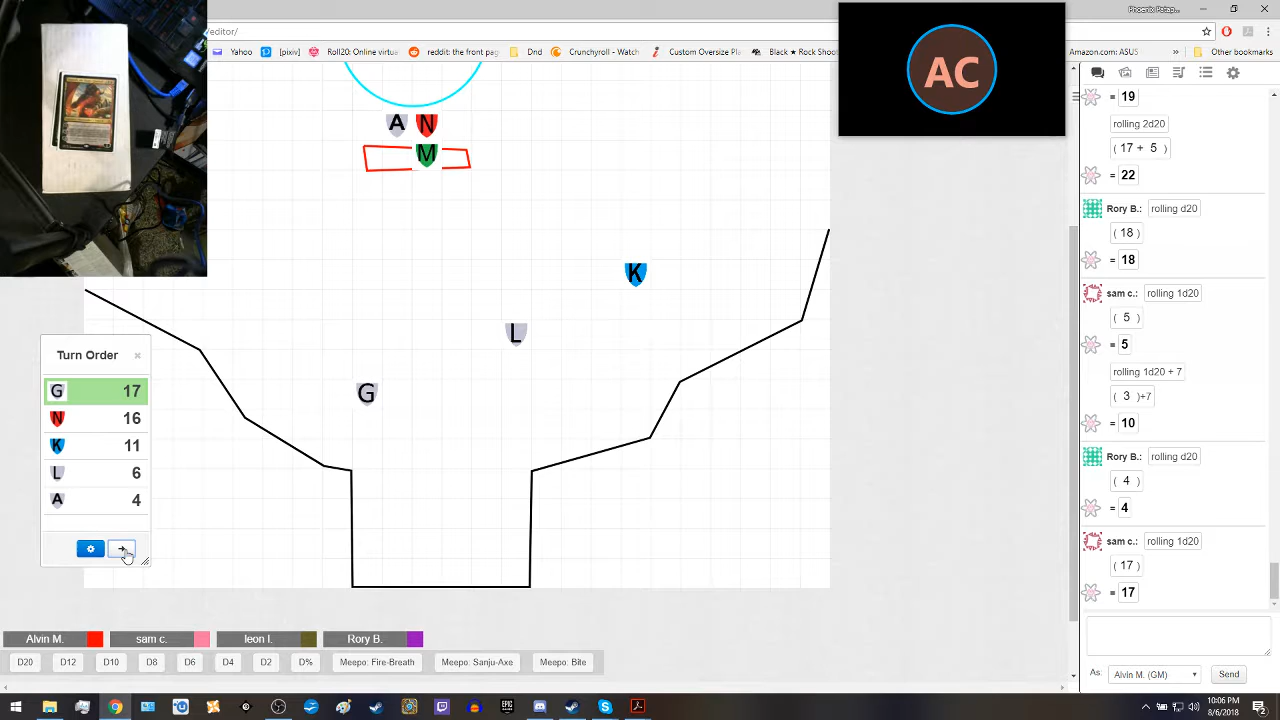 Phoenix Pobo...
/editor/
Yahoo
[pixiv]
Roll20: Online virtua
reddit: the front pag
Dnd
Crunchyroll - Watch
Custom Oversize Pla
Black ★ Rock Shoo
Amazon.com ASUS
Other bookmarks
AC
A
N
M
K
L
G
Turn Order
G 17
N 16
K 11
L 6
A 4
= 19
rolling 2d20
( 17 + 5 )
= 22
Rory B.: rolling d20
( 18 )
= 18
sam c.: rolling 1d20
( 5 )
= 5
rolling 1d20 + 7
( 3 )+7
= 10
Rory B.: rolling d20
( 4 )
= 4
sam c.: rolling 1d20
( 17 )
= 17
As: Alvin M. (GM) Send
Alvin M.
sam c.
leon l.
Rory B.
D20
D12
D10
D8
D6
D4
D2
D%
Meepo: Fire-Breath
Meepo: Sanju-Axe
Meepo: Bite
EPIC
10:06 PM
8/6/2018